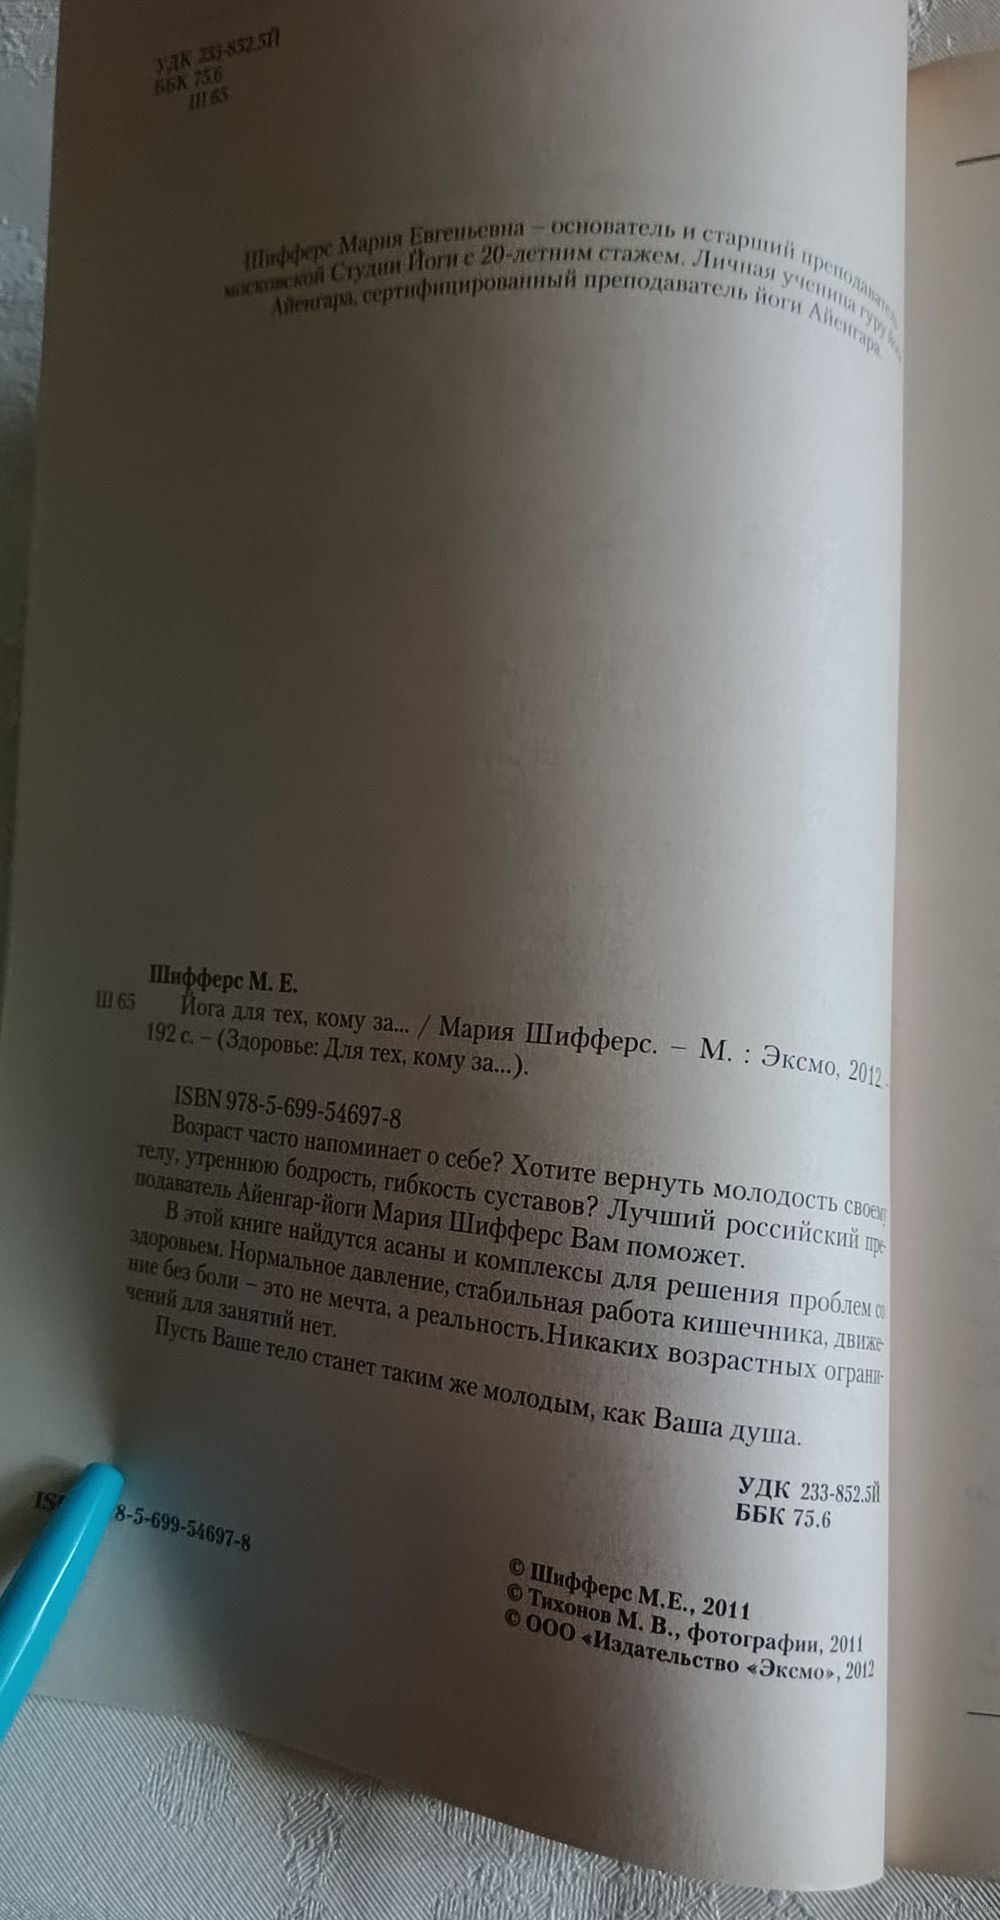 УДК 233-852.5Й
ББК 75.6
Ш 65
Шифферс Мария Евгеньевна – основатель и старший преподаватель
московской Студии Йоги с 20-летним стажем. Личная ученица гуру йоги
Айенгара, сертифицированный преподаватель йоги Айенгара.
Шифферс М. Е.
Ш 65 Йога для тех, кому за... / Мария Шифферс. – М. : Эксмо, 2012. –
192 с. – (Здоровье: Для тех, кому за...).
ISBN 978-5-699-54697-8
Возраст часто напоминает о себе? Хотите вернуть молодость своему
телу, утреннюю бодрость, гибкость суставов? Лучший российский пре-
подаватель Айенгар-йоги Мария Шифферс Вам поможет.
В этой книге найдутся асаны и комплексы для решения проблем со
здоровьем. Нормальное давление, стабильная работа кишечника, движе-
ние без боли – это не мечта, а реальность.Никаких возрастных ограни-
чений для занятий нет.
Пусть Ваше тело станет таким же молодым, как Ваша душа.
УДК 233-852.5Й
ББК 75.6
8-5-699-54697-8
© Шифферс М.Е., 2011
© Тихонов М. В., фотографии, 2011
© ООО «Издательство «Эксмо», 2012